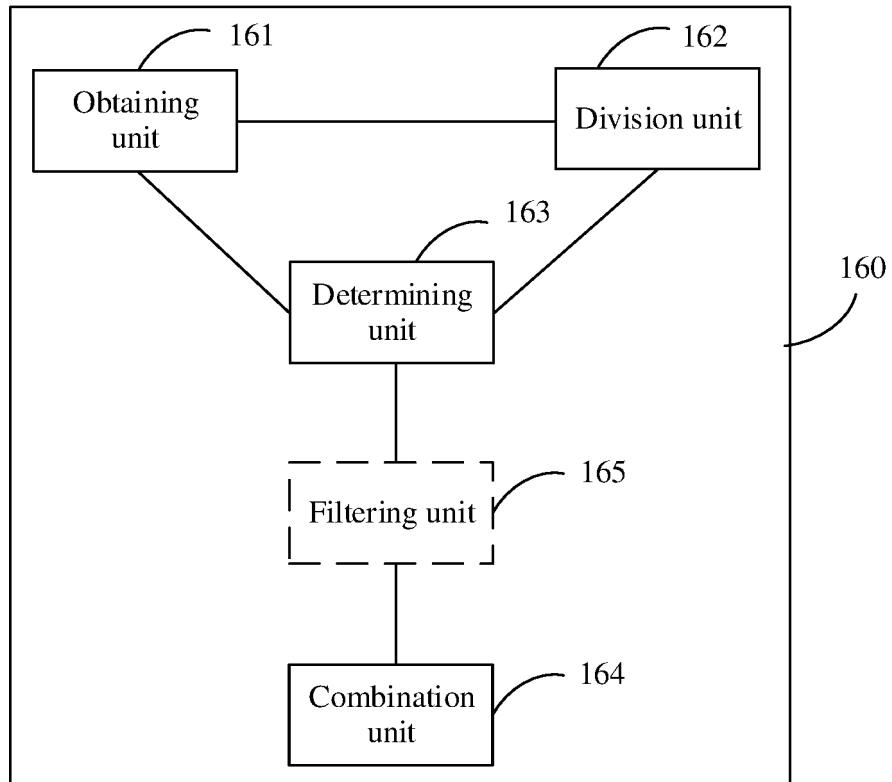 161
162
Obtaining
unit
Division unit
163
Determining
unit
160
165
Filtering unit
164
Combination
unit